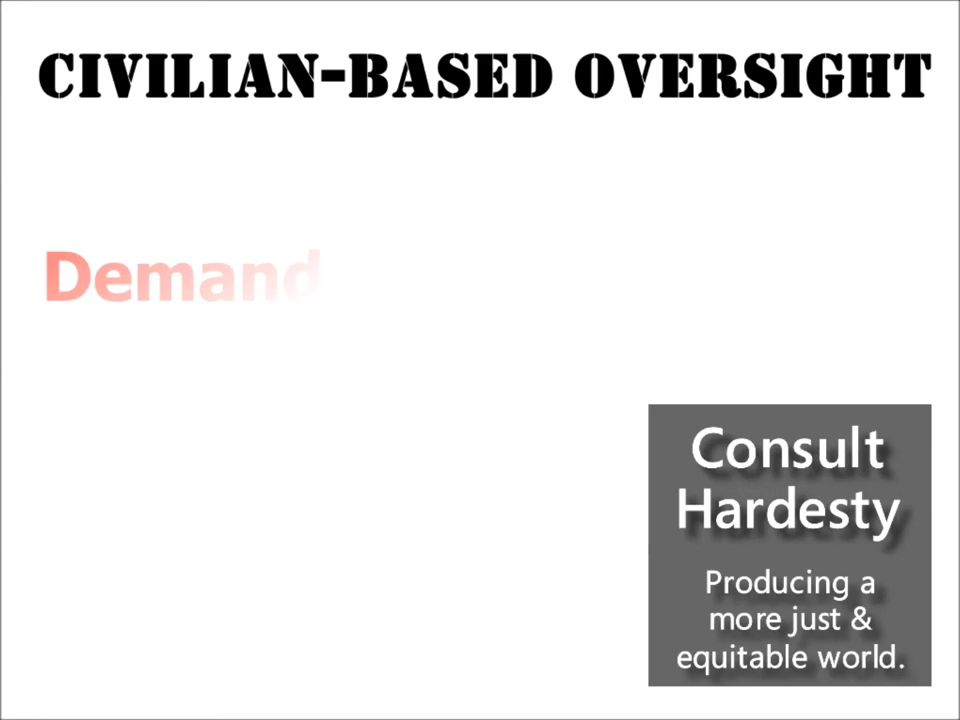 CIVILIAN-BASED OVERSIGHT
Demand
Consult
Hardesty
Producing a
more just &
equitable world.